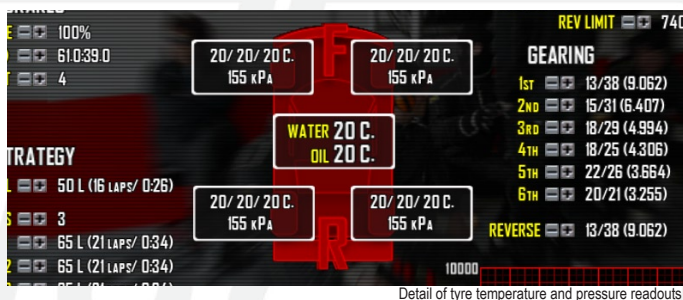 E 100%
61.0:39.0
T 4
TRATEGY
L 50 L (16 LAPS/ 0:26)
S 3
65 L (21 LAPS/ 0:34)
2 65 L (21 LAPS/ 0:34)
F
20/ 20/ 20 C.
155 KPA
20/ 20/ 20 C.
155 KPA
WATER 20 C.
OIL 20 C.
20/ 20/ 20 C.
155 KPA
20/ 20/ 20 C.
155 KPA
R
REV LIMIT 740
GEARING
1ST 13/38 (9.062)
2ND 15/31 (6.407)
3RD 18/29 (4.994)
4TH 18/25 (4.306)
5TH 22/26 (3.664)
6TH 20/21 (3.255)
REVERSE 13/38 (9.062)
10000
Detail of tyre temperature and pressure readouts